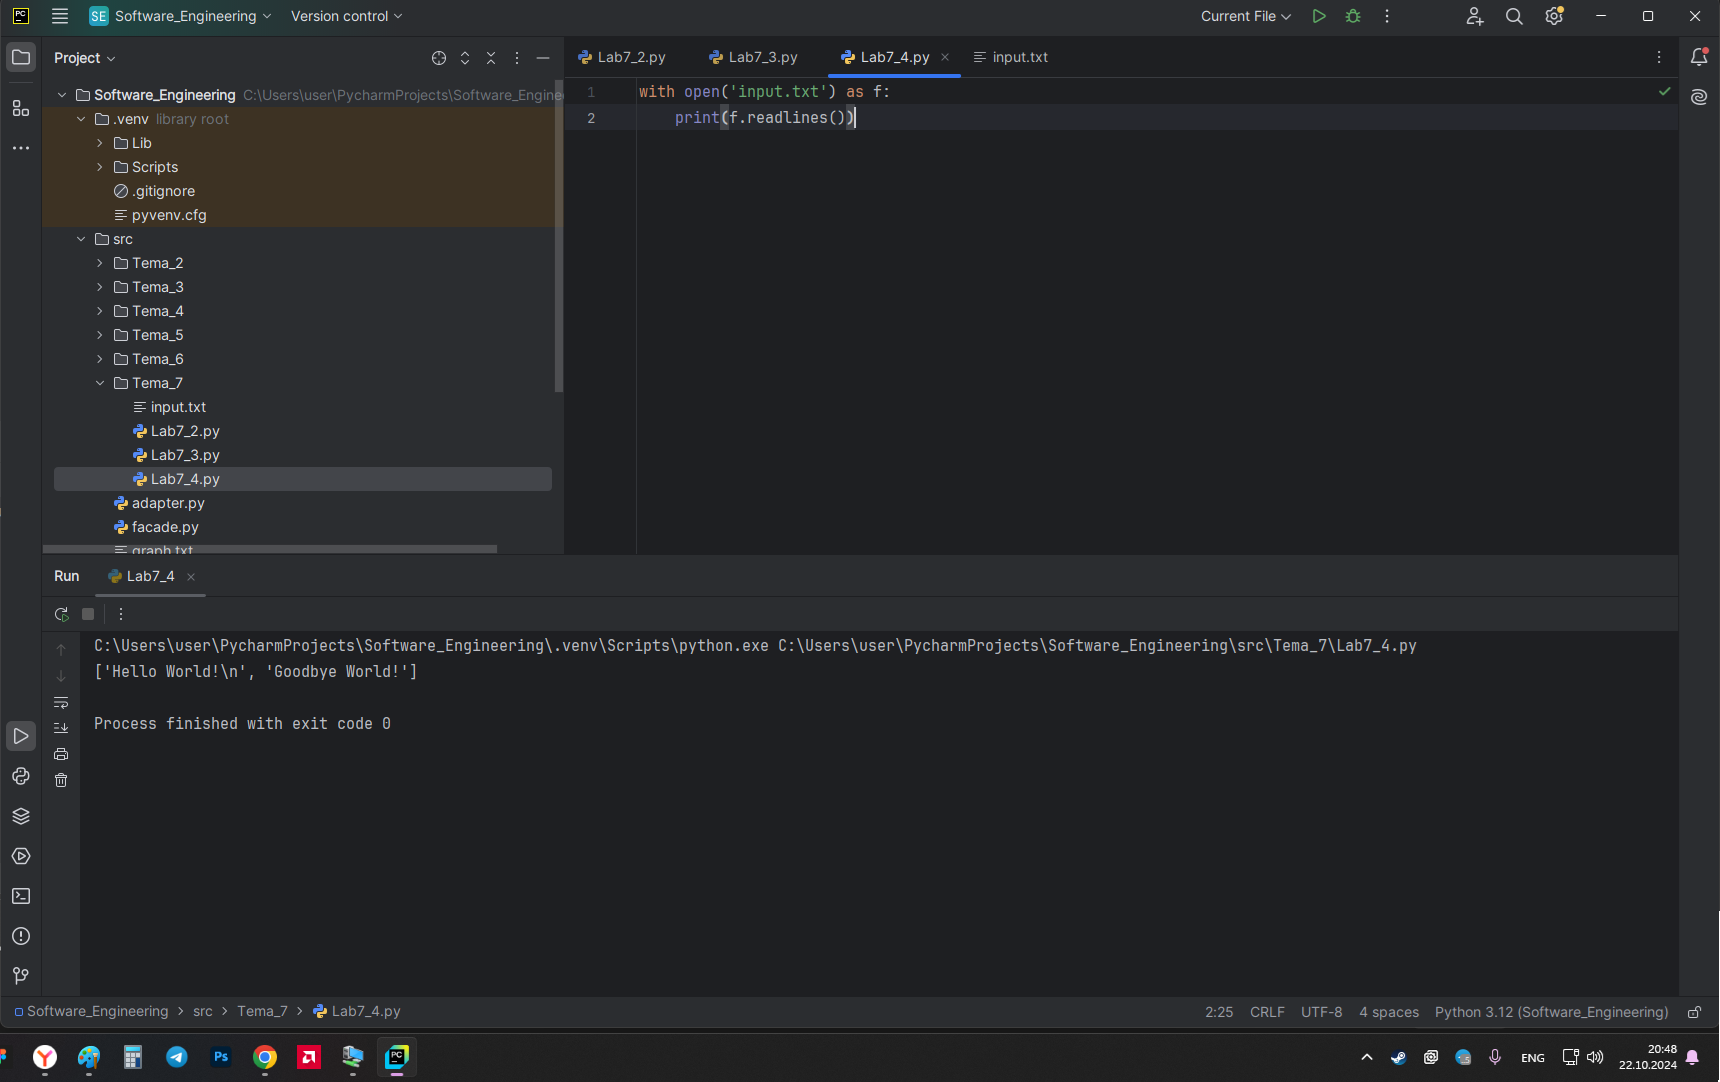 PC
SE Software_Engineering Version control Current File
Project
Lab7_2.py Lab7_3.py Lab7_4.py input.txt
Software_Engineering C:\Users\user\PycharmProjects\Software_Engine
.venv library root
Lib
Scripts
.gitignore
pyvenv.cfg
src
Tema_2
Tema_3
Tema_4
Tema_5
Tema_6
Tema_7
input.txt
Lab7_2.py
Lab7_3.py
Lab7_4.py
adapter.py
facade.py
graph.txt
1 with open('input.txt') as f:
2 print(f.readlines())
Run Lab7_4
C:\Users\user\PycharmProjects\Software_Engineering\.venv\Scripts\python.exe C:\Users\user\PycharmProjects\Software_Engineering\src\Tema_7\Lab7_4.py
['Hello World!\n', 'Goodbye World!']
Process finished with exit code 0
Software_Engineering > src > Tema_7 > Lab7_4.py 2:25 CRLF UTF-8 4 spaces Python 3.12 (Software_Engineering)
Ps PC ENG 20:48
22.10.2024